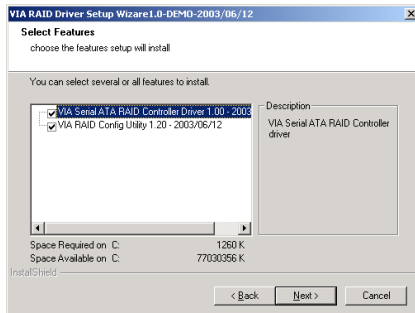 VIA RAID Driver Setup Wizare1.0-DEMO-2003/06/12
Select Features
choose the features setup will install
You can select several or all features to install.
VIA Serial ATA RAID Controller Driver 1.00 - 2003
VIA RAID Config Utility 1.20 - 2003/06/12
Description
VIA Serial ATA RAID Controller
driver
Space Required on C: 1260 K
Space Available on C: 77030356 K
InstallShield
< Back Next > Cancel